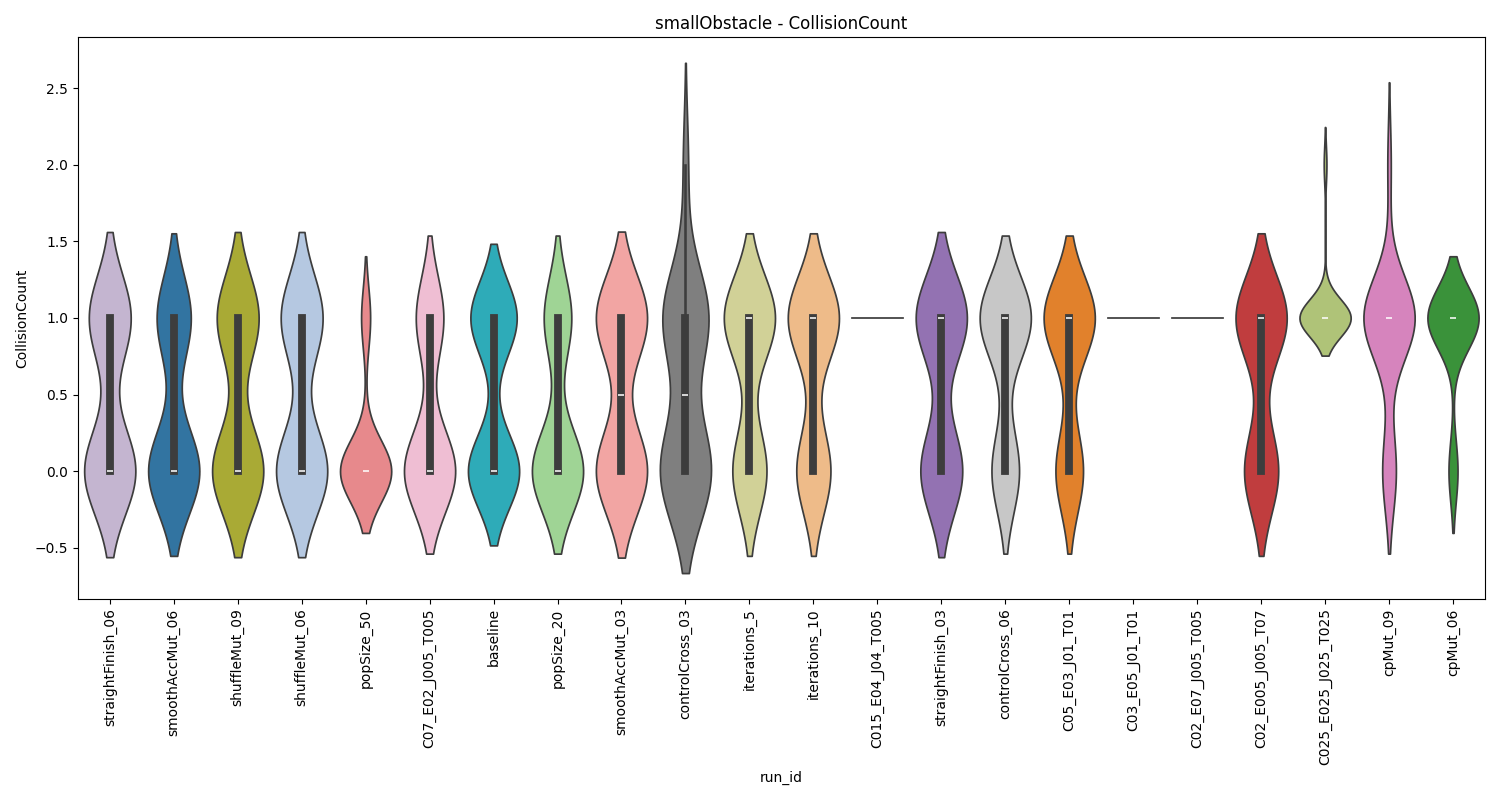 smallObstacle - CollisionCount
CollisionCount
2.5
2.0
1.5
1.0
0.5
0.0
−0.5
straightFinish_06
smoothAccMut_06
shuffleMut_09
shuffleMut_06
popSize_50
C07_E02_J005_T005
baseline
popSize_20
smoothAccMut_03
controlCross_03
iterations_5
iterations_10
C015_E04_J04_T005
straightFinish_03
controlCross_06
C05_E03_J01_T01
C03_E05_J01_T01
C02_E07_J005_T005
C02_E005_J005_T07
C025_E025_J025_T025
cpMut_09
cpMut_06
run_id